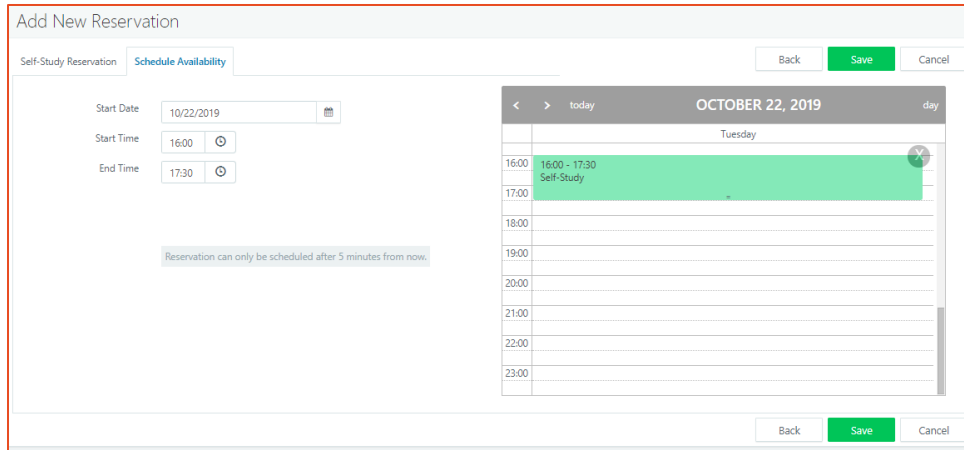 Add New Reservation
Self-Study Reservation Schedule Availability Back Save Cancel
Start Date 10/22/2019
Start Time 16:00
End Time 17:30
Reservation can only be scheduled after 5 minutes from now.
< > today OCTOBER 22, 2019 day
Tuesday
X
16:00 16:00 - 17:30
Self-Study
17:00
18:00
19:00
20:00
21:00
22:00
23:00
Back Save Cancel